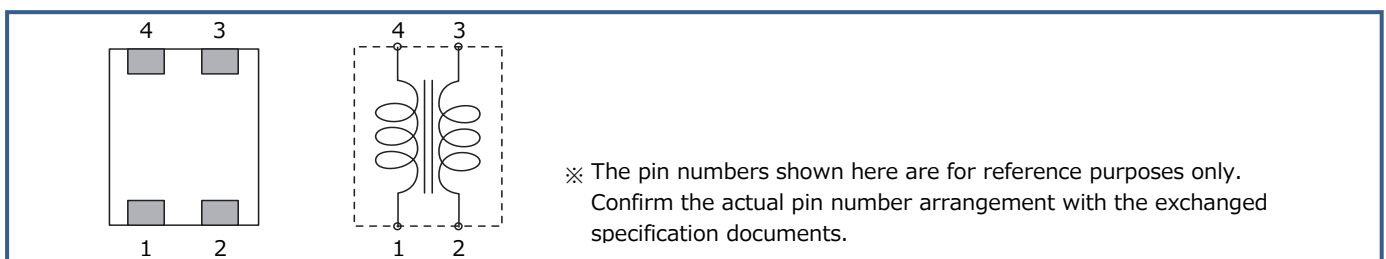 4 3
4 3
※ The pin numbers shown here are for reference purposes only.
Confirm the actual pin number arrangement with the exchanged
specification documents.
1 2
1 2